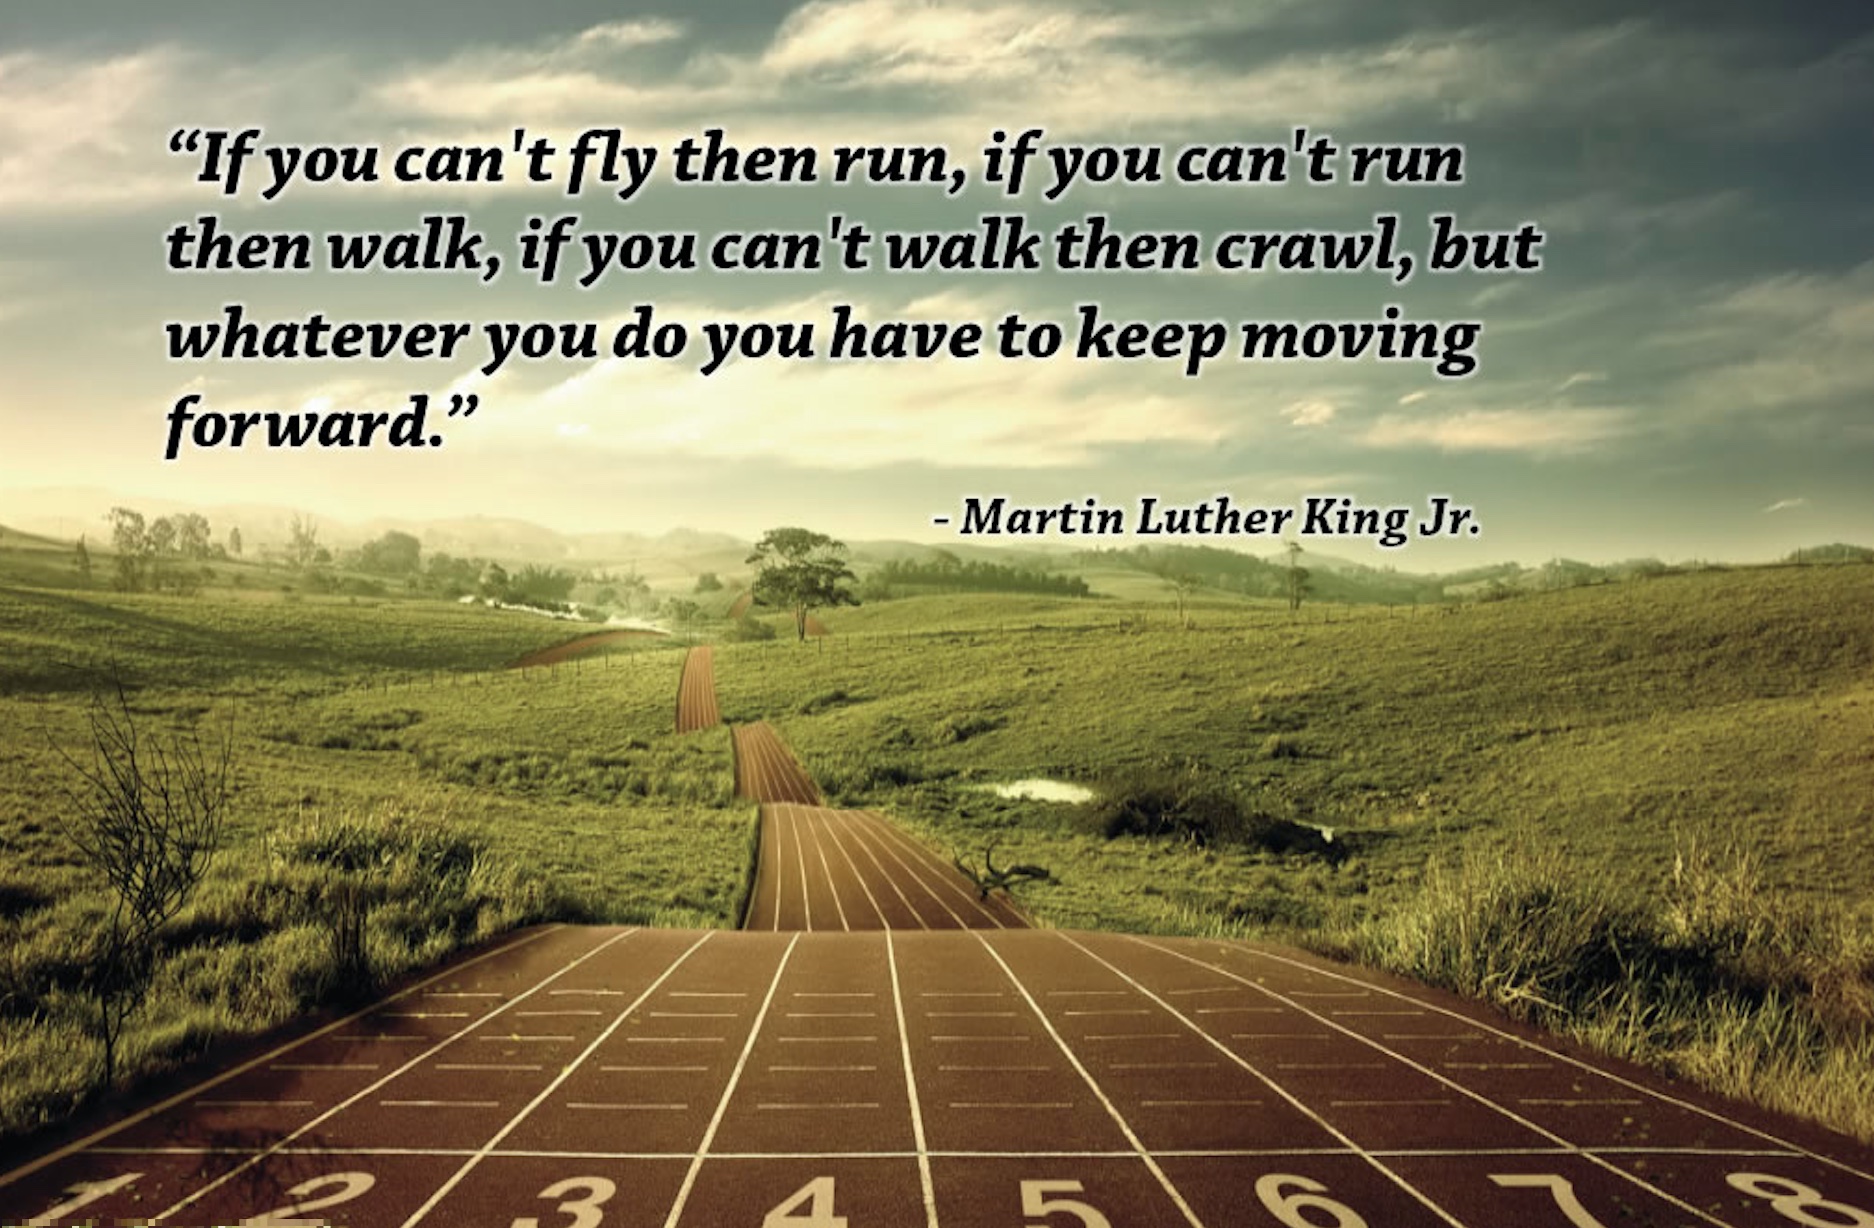 “If you can't fly then run, if you can't run
then walk, if you can't walk then crawl, but
whatever you do you have to keep moving
forward.”
- Martin Luther King Jr.
1 2 3 4 5 6 7 8